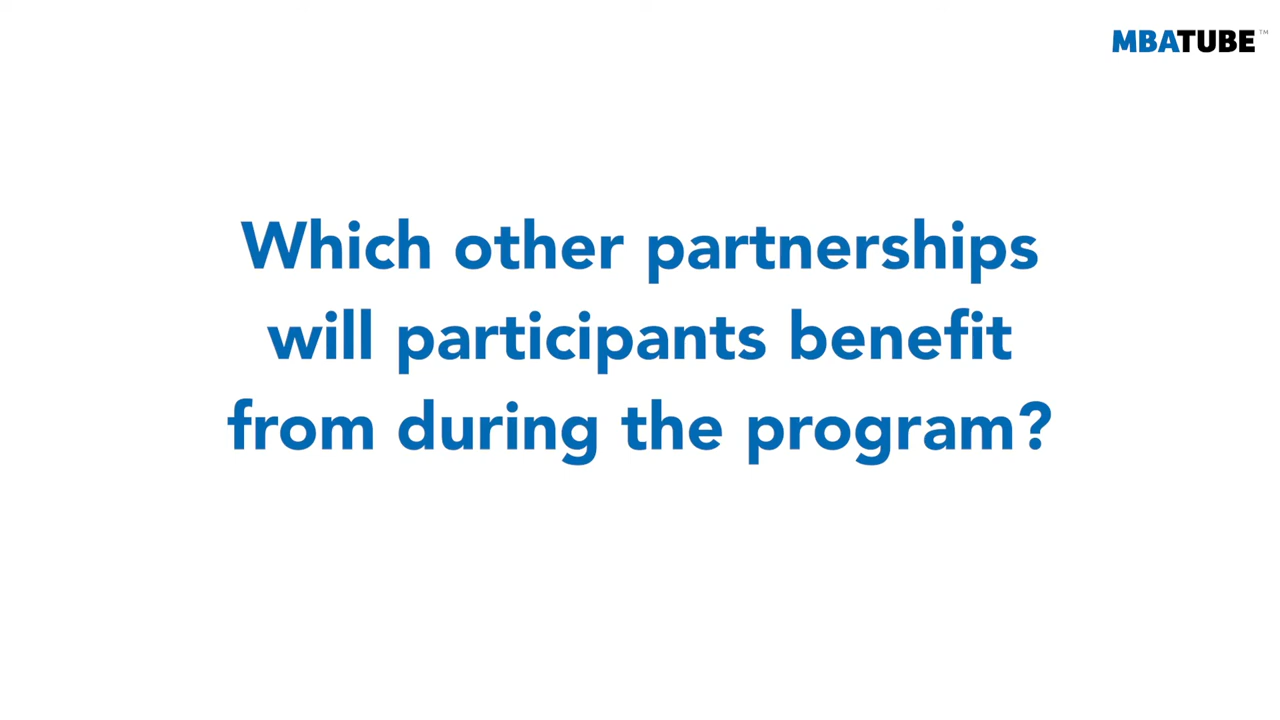 MBATUBE™
Which other partnerships
will participants benefit
from during the program?